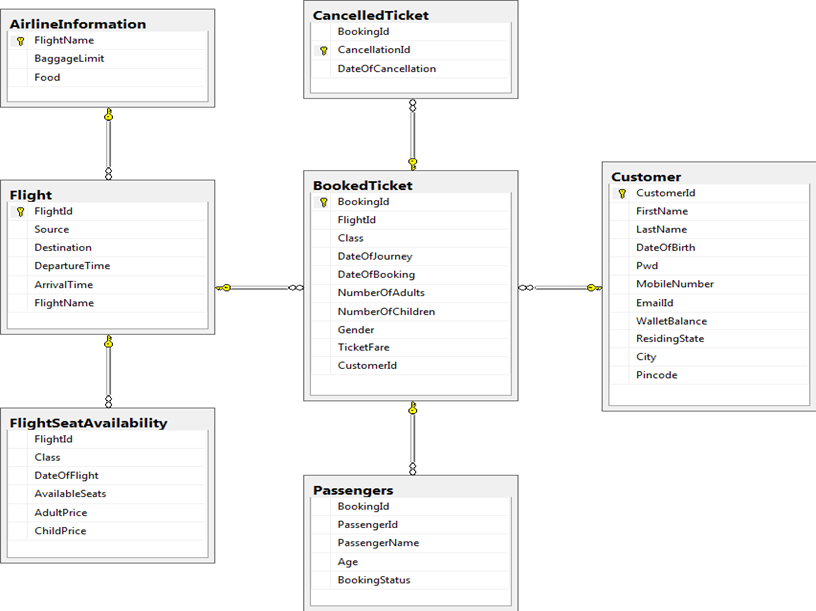 AirlineInformation
FlightName
BaggageLimit
Food
CancelledTicket
BookingId
CancellationId
DateOfCancellation
Flight
FlightId
Source
Destination
DepartureTime
ArrivalTime
FlightName
BookedTicket
BookingId
FlightId
Class
DateOfJourney
DateOfBooking
NumberOfAdults
NumberOfChildren
Gender
TicketFare
CustomerId
Customer
CustomerId
FirstName
LastName
DateOfBirth
Pwd
MobileNumber
EmailId
WalletBalance
ResidingState
City
Pincode
FlightSeatAvailability
FlightId
Class
DateOfFlight
AvailableSeats
AdultPrice
ChildPrice
Passengers
BookingId
PassengerId
PassengerName
Age
BookingStatus